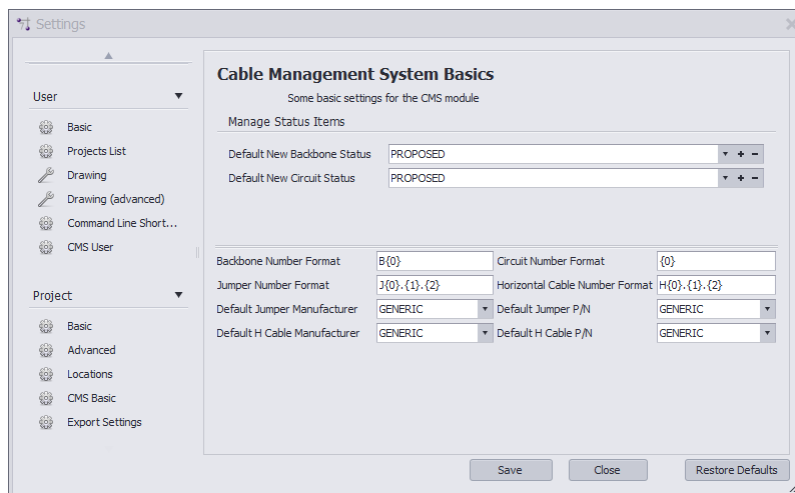 Settings
User
Basic
Projects List
Drawing
Drawing (advanced)
Command Line Short...
CMS User
Project
Basic
Advanced
Locations
CMS Basic
Export Settings
Cable Management System Basics
Some basic settings for the CMS module
Manage Status Items
Default New Backbone Status PROPOSED
Default New Circuit Status PROPOSED
Backbone Number Format B{0} Circuit Number Format {0}
Jumper Number Format J{0}.{1}.{2} Horizontal Cable Number Format H{0}.{1}.{2}
Default Jumper Manufacturer GENERIC Default Jumper P/N GENERIC
Default H Cable Manufacturer GENERIC Default H Cable P/N GENERIC
Save Close Restore Defaults